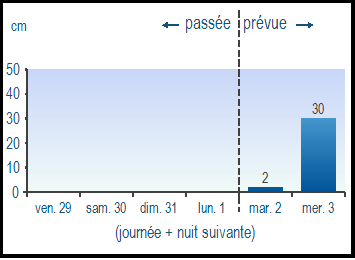 passée prévue
cm
50
40
30
20
10
0
2
30
ven. 29 sam. 30 dim. 31 lun. 1 mar. 2 mer. 3
(journée + nuit suivante)